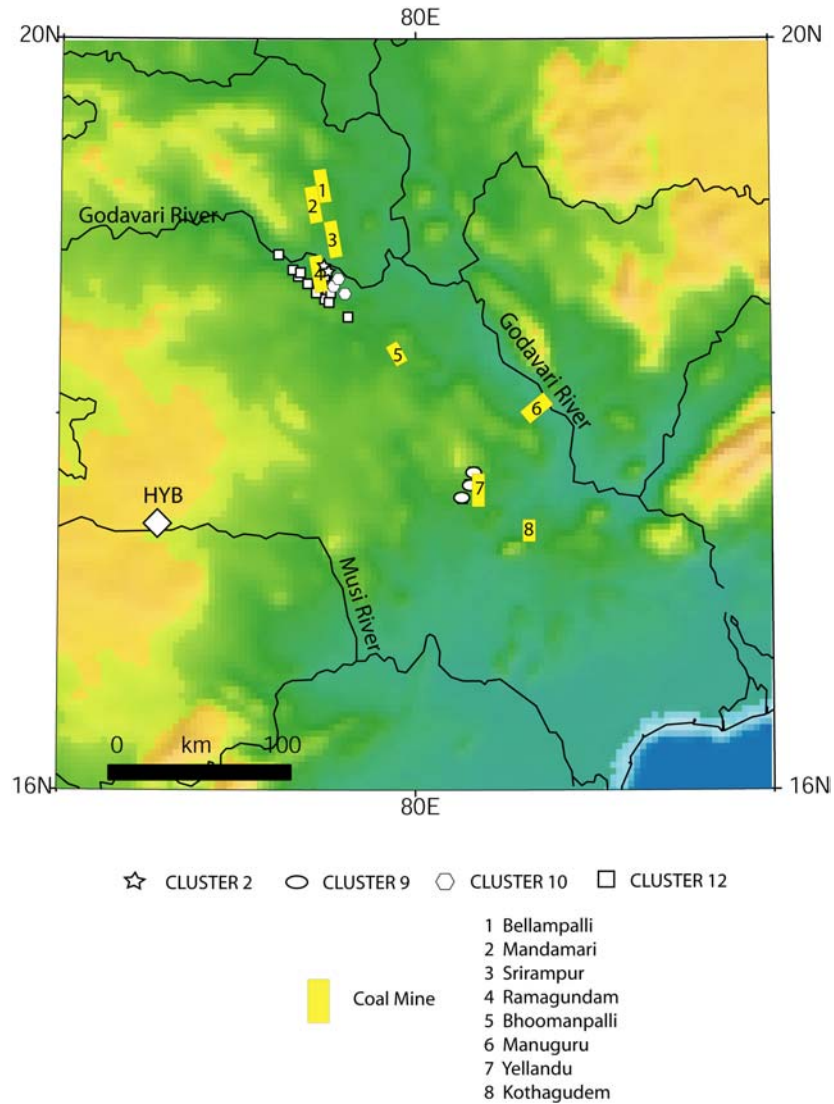 80E
20N 20N
1
2
Godavari River
3
4
Godavari River
5
6
HYB
7
8
Musi River
0 km 100
16N 16N
80E
CLUSTER 2 CLUSTER 9 CLUSTER 10 CLUSTER 12
1 Bellampalli
2 Mandamari
3 Srirampur
Coal Mine
4 Ramagundam
5 Bhoomanpalli
6 Manuguru
7 Yellandu
8 Kothagudem